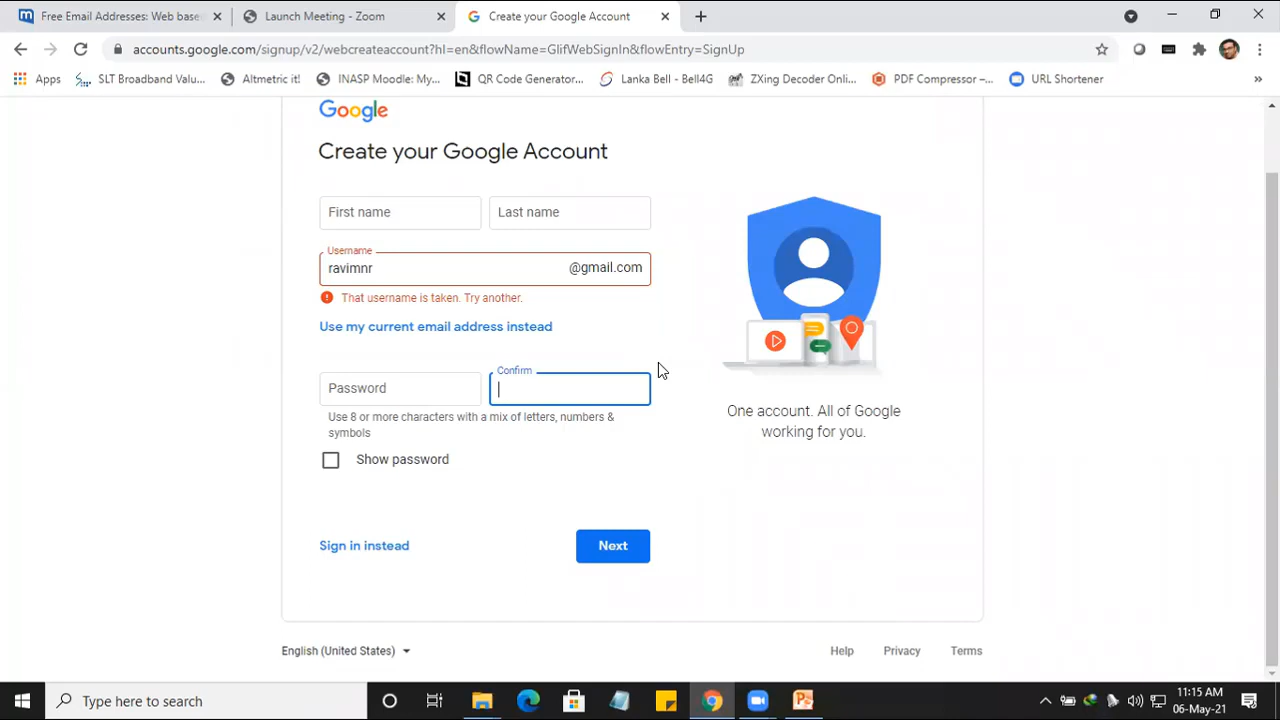 Free Email Addresses: Web base
Launch Meeting - Zoom
Create your Google Account
accounts.google.com/signup/v2/webcreateaccount?hl=en&flowName=GlifWebSignIn&flowEntry=SignUp
Apps
SLT Broadband Valu...
Altmetric it!
INASP Moodle: My...
QR Code Generator...
Lanka Bell - Bell4G
ZXing Decoder Onli...
PDF Compressor –...
URL Shortener
»
Google
Create your Google Account
First name
Last name
Username
ravimnr
@gmail.com
That username is taken. Try another.
Use my current email address instead
Password
Confirm
Use 8 or more characters with a mix of letters, numbers &
symbols
Show password
Sign in instead
Next
One account. All of Google
working for you.
English (United States)
Help
Privacy
Terms
Type here to search
11:15 AM
06-May-21